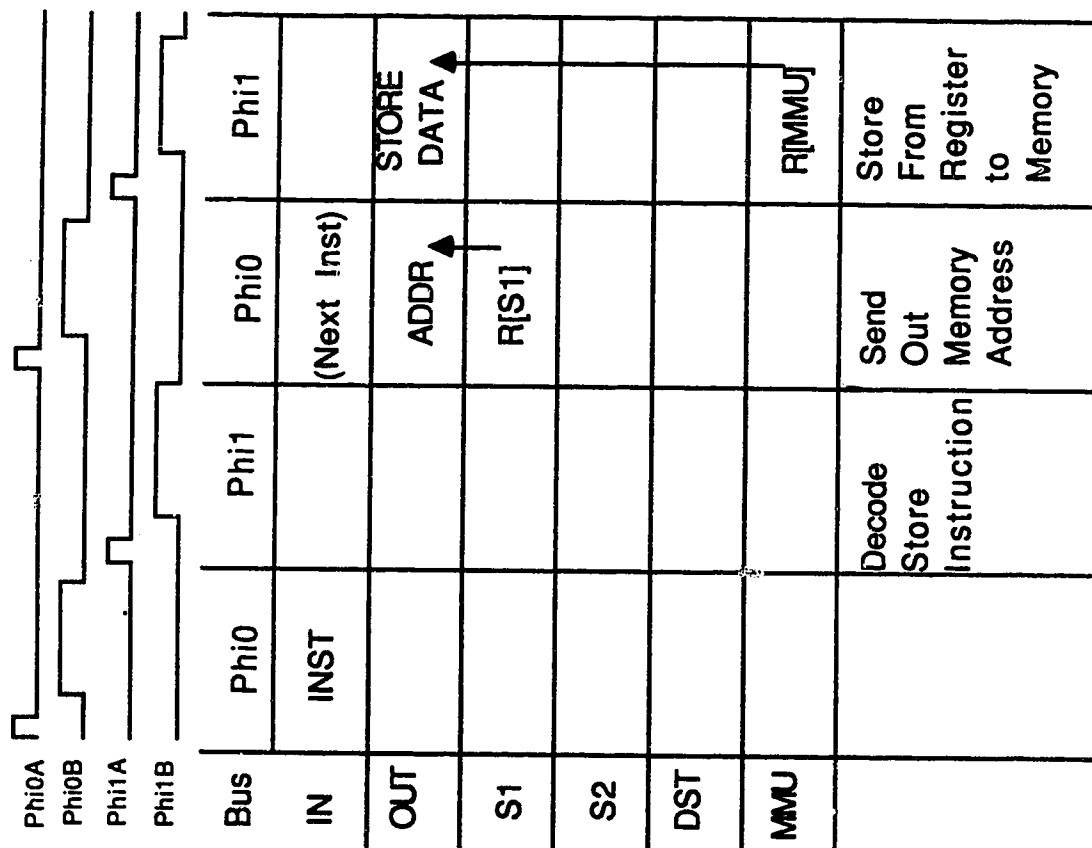 Phi0A
Phi0B
Phi1A
Phi1B
Bus Phi0 Phi1 Phi0 Phi1
IN INST (Next Inst)
OUT ADDR STORE
DATA
S1 R[S1]
S2
DST
MMU R[MMU]
Decode
Store
Instruction
Send
Out
Memory
Address
Store
From
Register
to
Memory